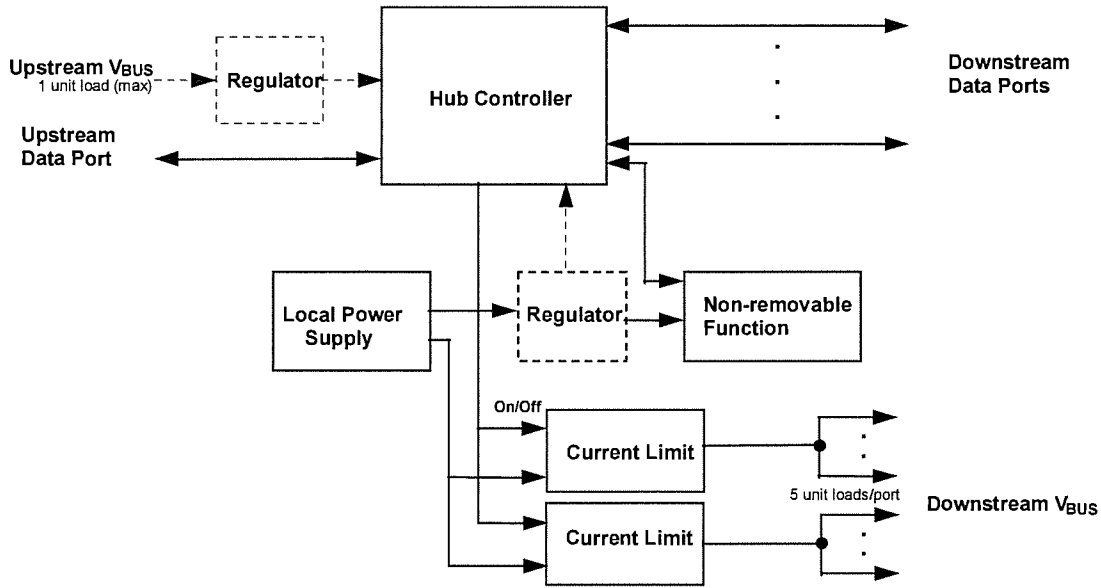 Upstream VBUS
1 unit load (max)
Regulator
Hub Controller
Downstream
Data Ports
Upstream
Data Port
Local Power
Supply
Regulator
Non-removable
Function
On/Off
Current Limit
5 unit loads/port
Downstream VBUS
Current Limit